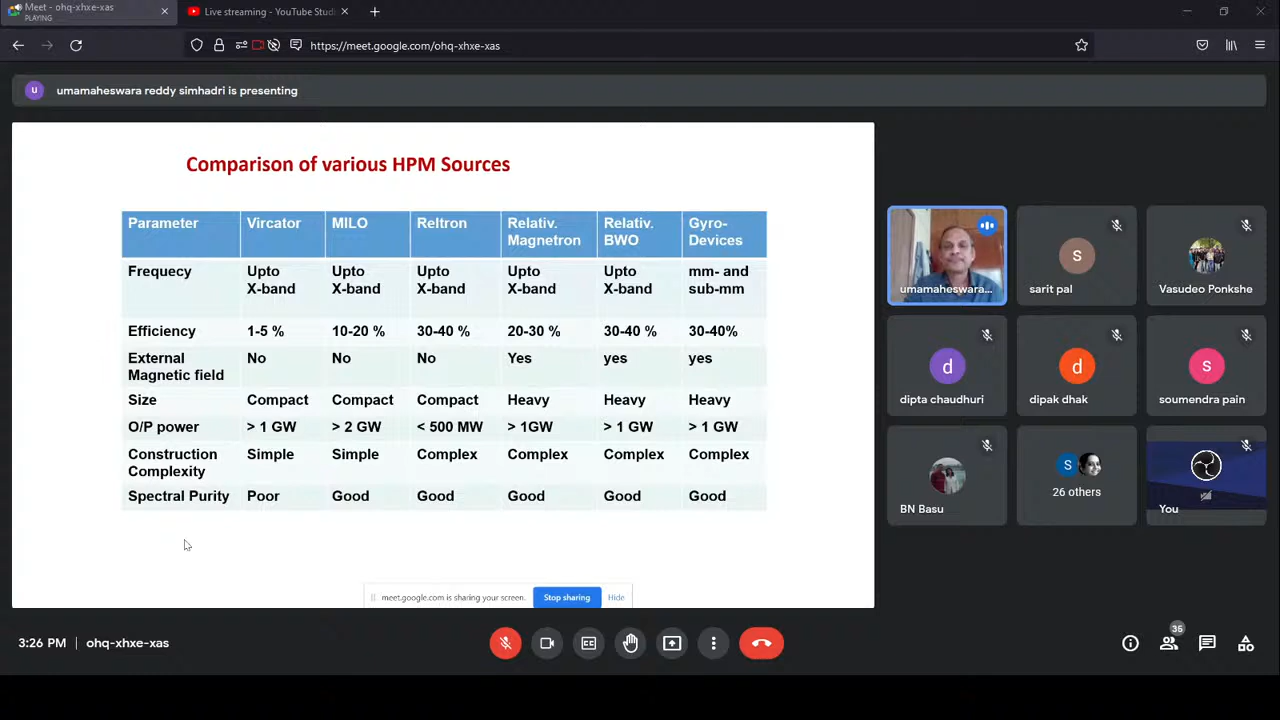 Meet - ohq-xhxe-xas
PLAYING
Live streaming - YouTube Studi
https://meet.google.com/ohq-xhxe-xas
u
umamaheswara reddy simhadri is presenting
Comparison of various HPM Sources
Parameter Vircator MILO Reltron Relativ. Magnetron Relativ. BWO Gyro-Devices
Frequecy Upto X-band Upto X-band Upto X-band Upto X-band Upto X-band mm- and sub-mm
Efficiency 1-5 % 10-20 % 30-40 % 20-30 % 30-40 % 30-40%
External Magnetic field No No No Yes yes yes
Size Compact Compact Compact Heavy Heavy Heavy
O/P power > 1 GW > 2 GW < 500 MW > 1GW > 1 GW > 1 GW
Construction Complexity Simple Simple Complex Complex Complex Complex
Spectral Purity Poor Good Good Good Good Good
meet.google.com is sharing your screen. Stop sharing Hide
umamaheswara...
s
sarit pal
Vasudeo Ponkshe
d
dipta chaudhuri
d
dipak dhak
s
soumendra pain
BN Basu
S
26 others
You
3:26 PM | ohq-xhxe-xas
CC
35